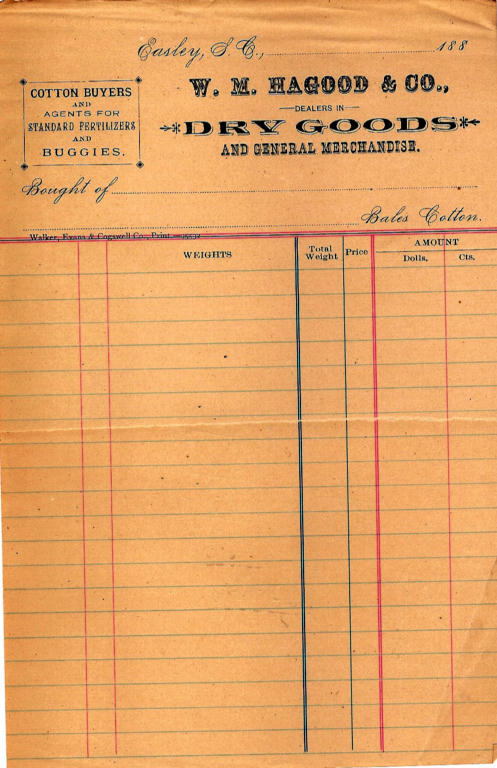 Easley, S. C., 188
COTTON BUYERS
AND
AGENTS FOR
STANDARD FERTILIZERS
AND
BUGGIES.
W. M. HAGOOD & CO.,
DEALERS IN
DRY GOODS
AND GENERAL MERCHANDISE.
Bought of
Bales Cotton.
Walker, Evans & Cogswell Co., Print
WEIGHTS
Total Weight
Price
AMOUNT
Dolls.
Cts.